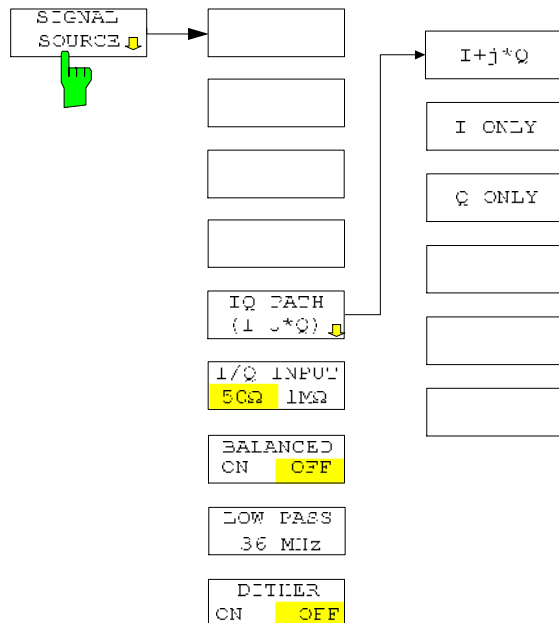 SIGNAL
SOURCE
I+j*Q
I ONLY
Q ONLY
IQ PATH
(I j*Q)
I/Q INPUT
50Ω 1MΩ
BALANCED
ON OFF
LOW PASS
36 MHz
DITHER
ON OFF